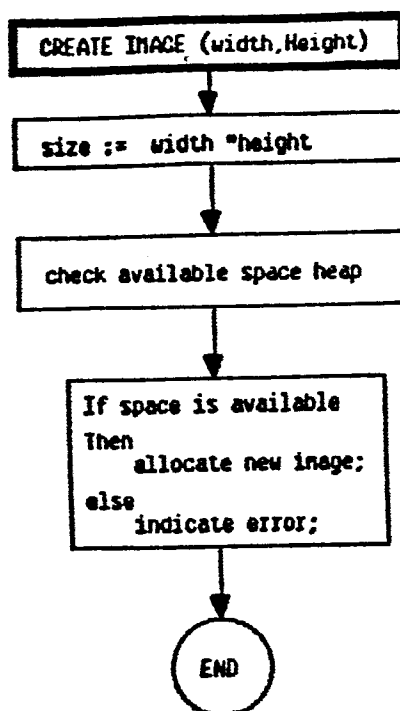 CREATE IMAGE (width,Height)
size := width *height
check available space heap
If space is available
Then
allocate new image;
else
indicate error;
END